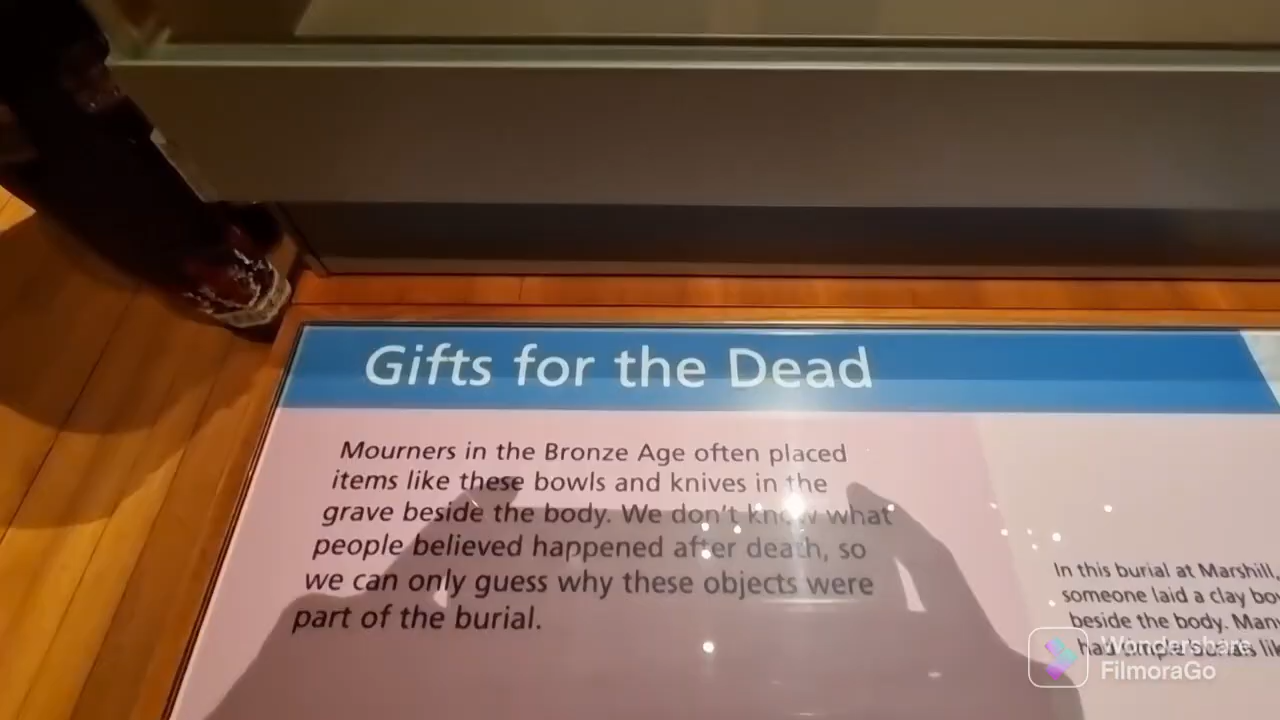 Gifts for the Dead
Mourners in the Bronze Age often placed
items like these bowls and knives in the
grave beside the body. We don't know what
people believed happened after death, so
we can only guess why these objects were
part of the burial.
In this burial at Marshill,
someone laid a clay
beside the body.
had simple burials
Wondershare
FilmoraGo